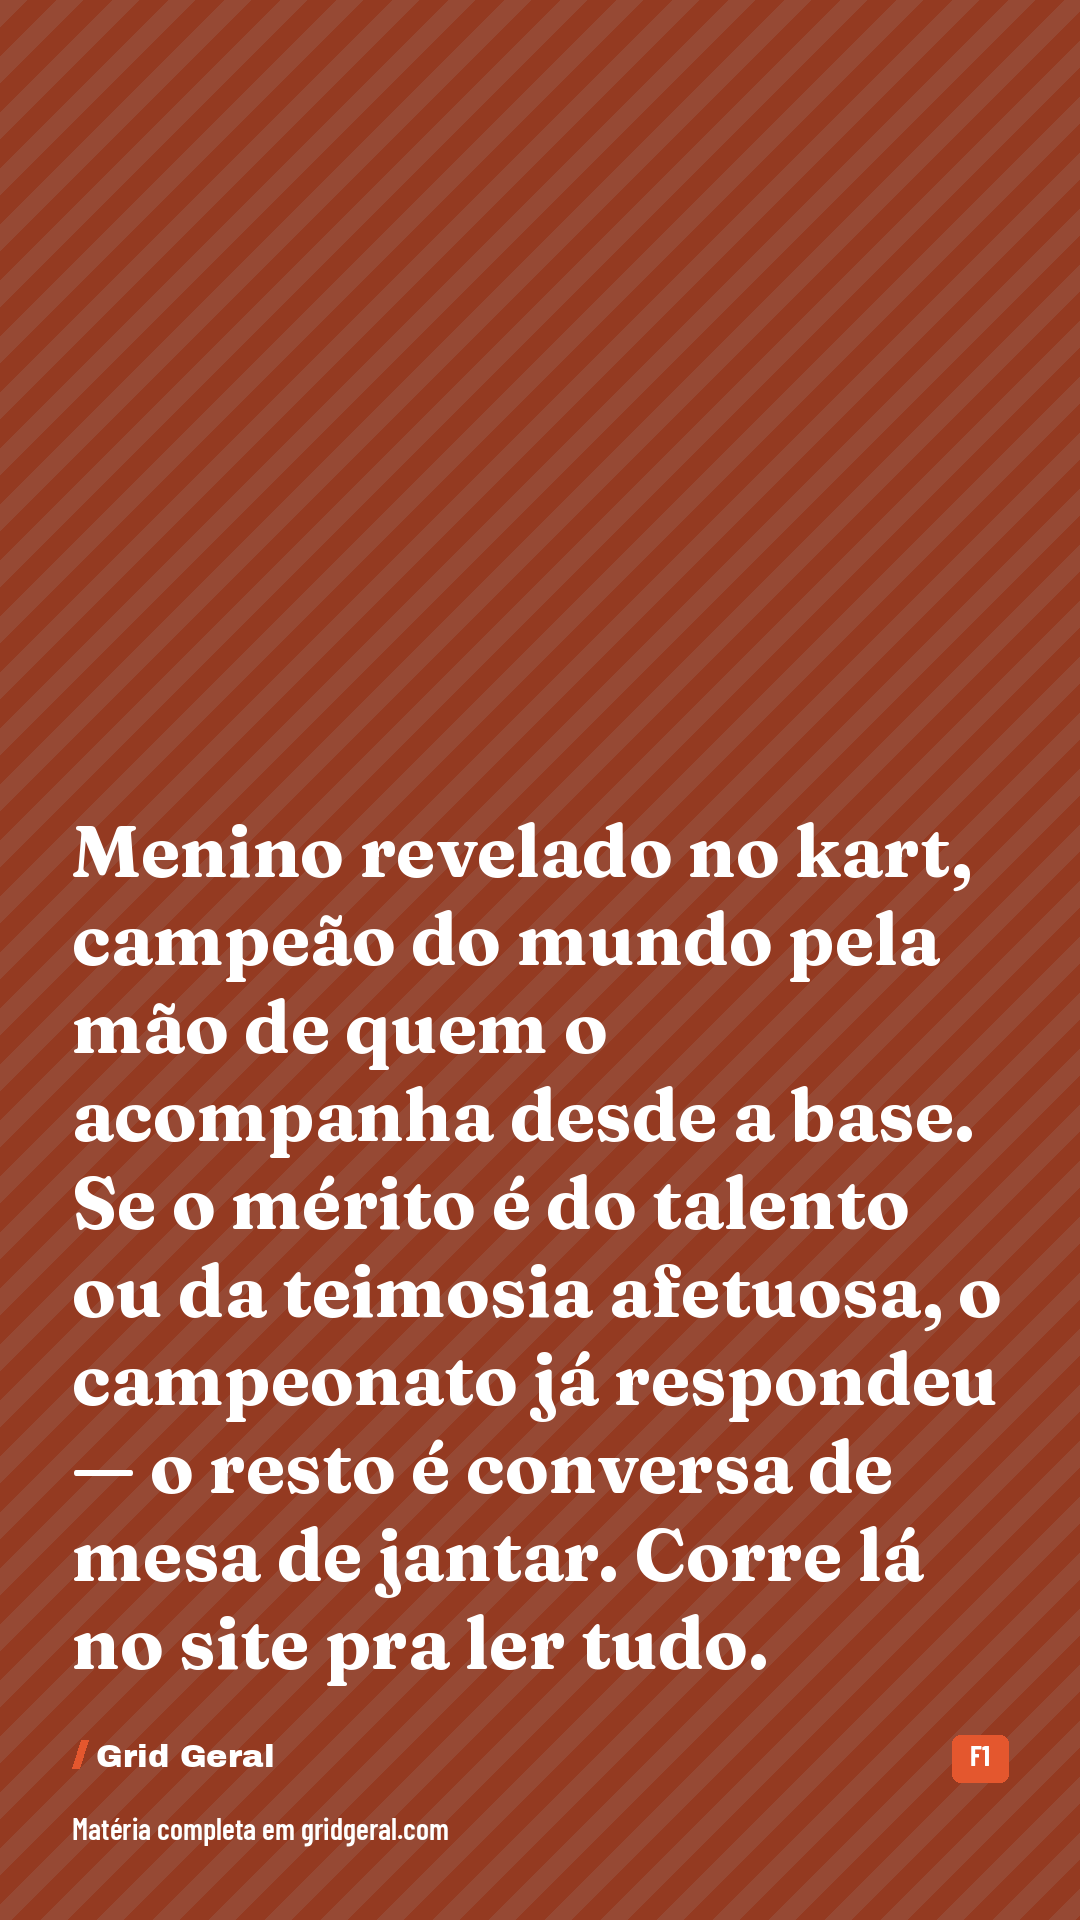 Menino revelado no kart,
campeão do mundo pela
mão de quem o
acompanha desde a base.
Se o mérito é do talento
ou da teimosia afetuosa, o
campeonato já respondeu
— o resto é conversa de
mesa de jantar. Corre lá
no site pra ler tudo.
/ Grid Geral
F1
Matéria completa em gridgeral.com